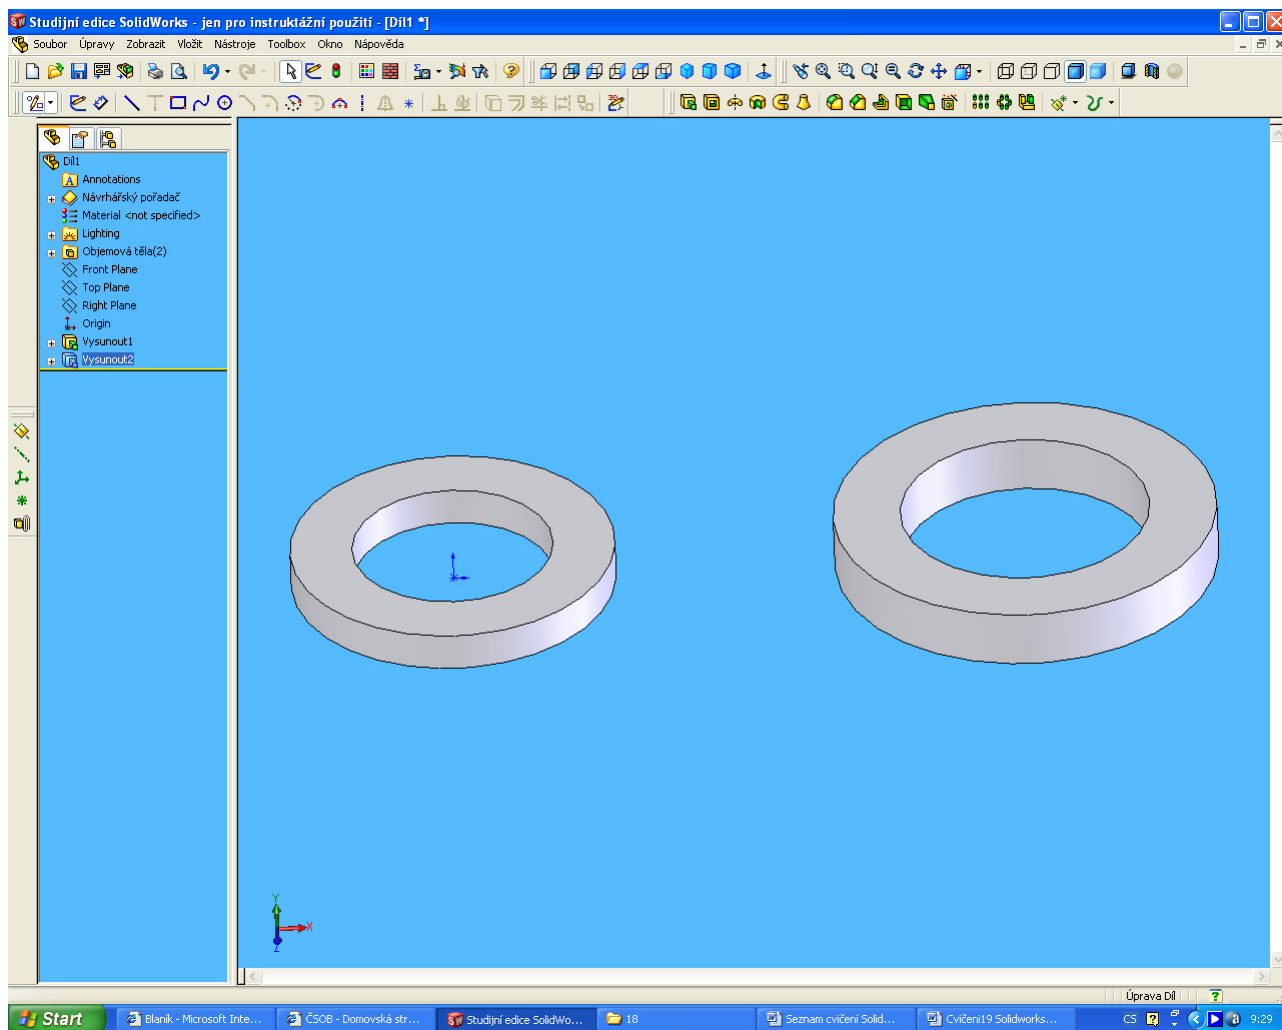 Studijní edice SolidWorks - jen pro instruktážní použití - [Díl1 *]
Soubor Úpravy Zobrazit Vložit Nástroje Toolbox Okno Nápověda
Díl1
Annotations
Návrhářský pořadač
Material <not specified>
Lighting
Objemová těla(2)
Front Plane
Top Plane
Right Plane
Origin
Vysunout1
Vysunout2
Y
X
Z
Úprava Díl
Start
Blaník - Microsoft Inte...
ČSOB - Domovská str...
Studijní edice SolidWo...
18
Seznam cvičení Solid...
Cvičení19 Solidworks...
CS
9:29